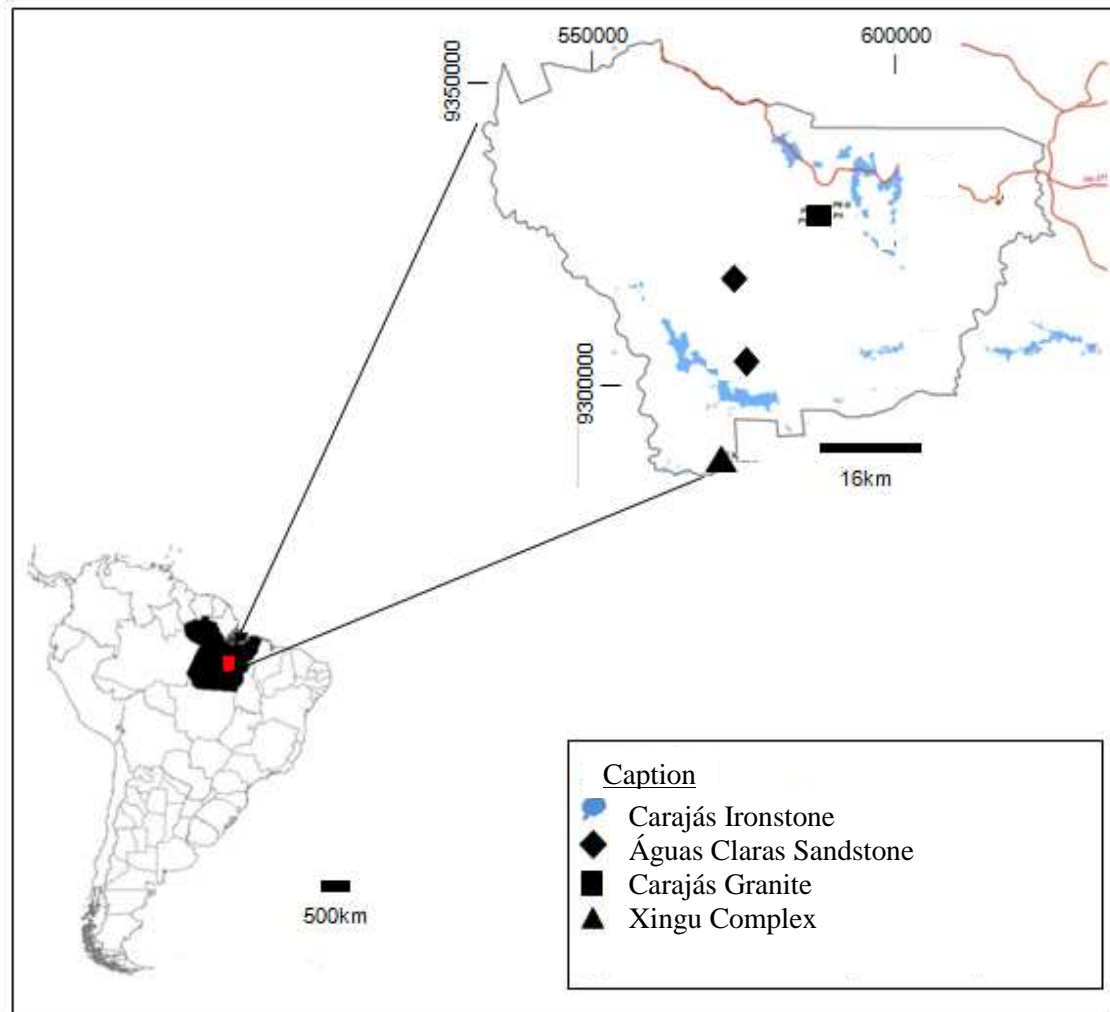 550000
600000
9350000
9300000
16km
500km
Caption
Carajás Ironstone
Águas Claras Sandstone
Carajás Granite
Xingu Complex